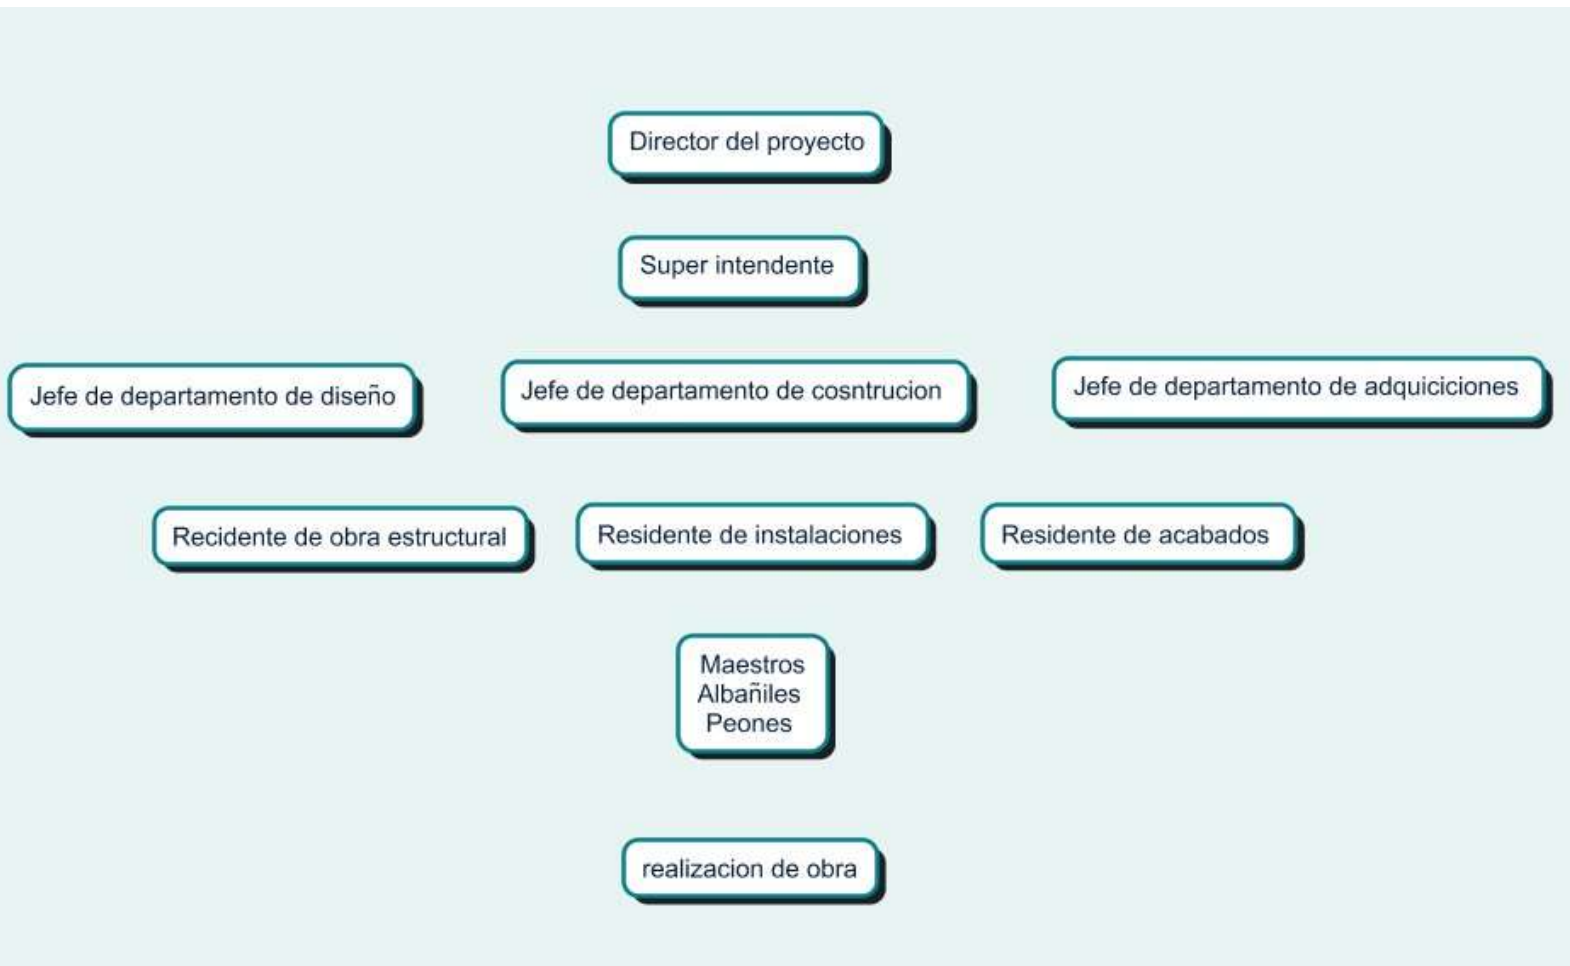 Director del proyecto
Super intendente
Jefe de departamento de diseño
Jefe de departamento de cosntrucion
Jefe de departamento de adquiciciones
Recidente de obra estructural
Residente de instalaciones
Residente de acabados
Maestros
Albañiles
Peones
realizacion de obra